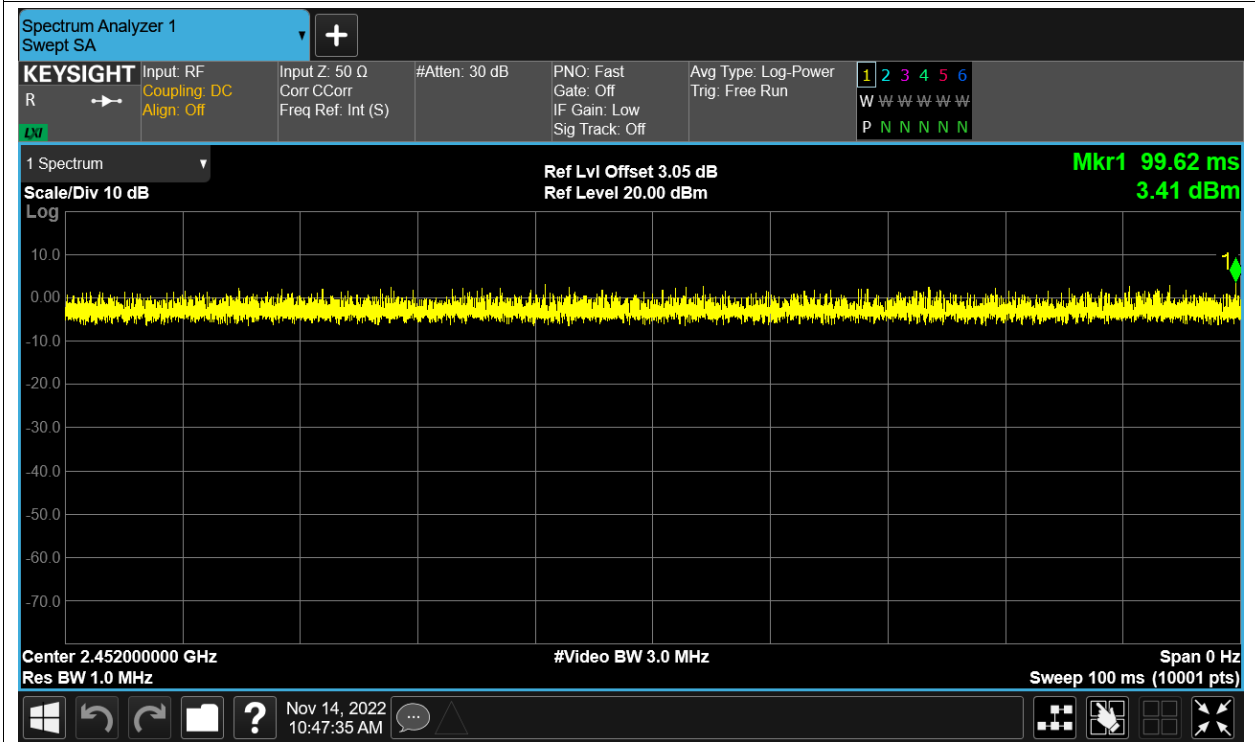 Spectrum Analyzer 1
Swept SA
KEYSIGHT
R
LXI
Input: RF
Coupling: DC
Align: Off
Input Z: 50 Ω
Corr CCorr
Freq Ref: Int (S)
#Atten: 30 dB
PNO: Fast
Gate: Off
IF Gain: Low
Sig Track: Off
Avg Type: Log-Power
Trig: Free Run
1 2 3 4 5 6
W W W W W W
P N N N N N
1 Spectrum
Scale/Div 10 dB
Log
Ref Lvl Offset 3.05 dB
Ref Level 20.00 dBm
Mkr1 99.62 ms
3.41 dBm
10.0
1
0.00
-10.0
-20.0
-30.0
-40.0
-50.0
-60.0
-70.0
Center 2.452000000 GHz
Res BW 1.0 MHz
#Video BW 3.0 MHz
Span 0 Hz
Sweep 100 ms (10001 pts)
?
Nov 14, 2022
10:47:35 AM